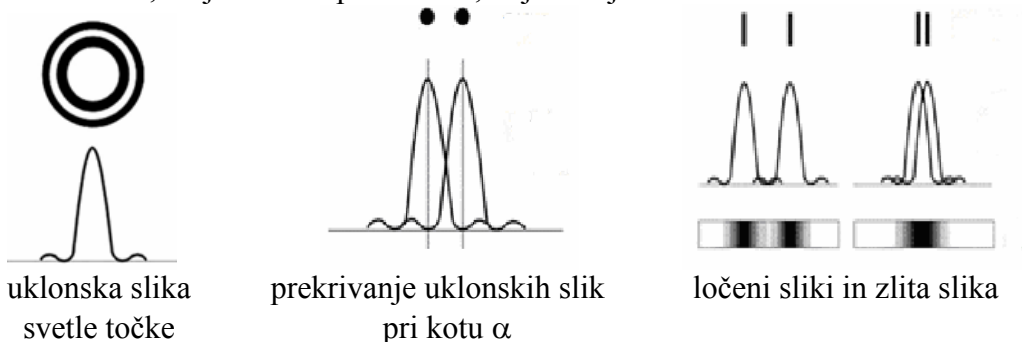 uklonska slika
svetle točke
prekrivanje uklonskih slik
pri kotu α
ločeni sliki in zlita slika